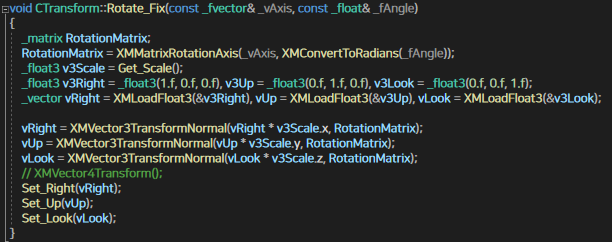 void CTransform::Rotate_Fix(const _fvector& _vAxis, const _float& _fAngle)
{
_matrix RotationMatrix;
RotationMatrix = XMMatrixRotationAxis(_vAxis, XMConvertToRadians(_fAngle));
_float3 v3Scale = Get_Scale();
_float3 v3Right = _float3(1.f, 0.f, 0.f), v3Up = _float3(0.f, 1.f, 0.f), v3Look = _float3(0.f, 0.f, 1.f);
_vector vRight = XMLoadFloat3(&v3Right), vUp = XMLoadFloat3(&v3Up), vLook = XMLoadFloat3(&v3Look);
vRight = XMVector3TransformNormal(vRight * v3Scale.x, RotationMatrix);
vUp = XMVector3TransformNormal(vUp * v3Scale.y, RotationMatrix);
vLook = XMVector3TransformNormal(vLook * v3Scale.z, RotationMatrix);
// XMVector4Transform();
Set_Right(vRight);
Set_Up(vUp);
Set_Look(vLook);
}